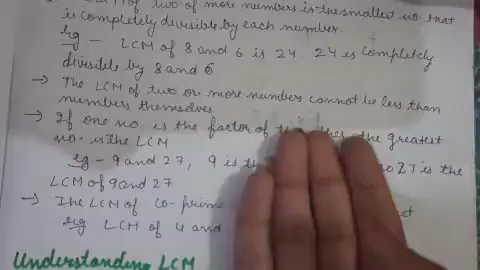 of two of more numbers is the smallest no. that
is completely divisible by each number.
Eg - LCM of 8 and 6 is 24. 24 is completely
divisible by 8 and 6
→ The LCM of two or more numbers cannot be less than
numbers themselves.
→ If one no. is the factor of the greatest
no. is the LCM
eg - 9 and 27, 9 is 27 is the
LCM of 9 and 27
→ The LCM of co-prim
eg LCM of 4 and
Understanding LCM